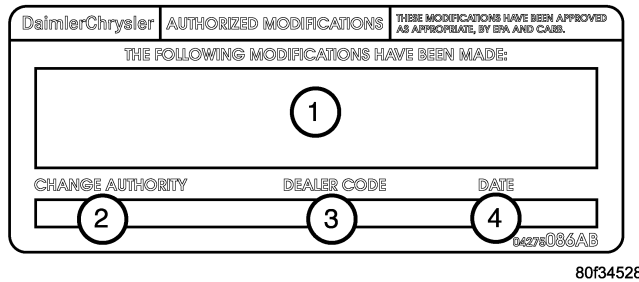 DaimlerChrysler AUTHORIZED MODIFICATIONS THESE MODIFICATIONS HAVE BEEN APPROVED
AS APPROPRIATE, BY EPA AND CARB.
THE FOLLOWING MODIFICATIONS HAVE BEEN MADE:
1
CHANGE AUTHORITY DEALER CODE DATE
2 3 4
04275086AB
80f34528